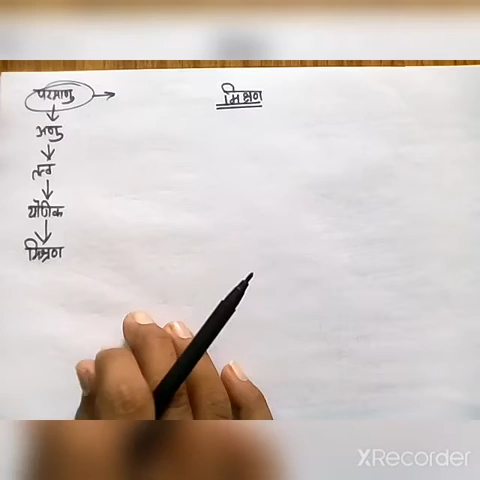 परमाणु →
मिश्रण
अणु
तत्व
यौगिक
मिश्रण
XRecorder